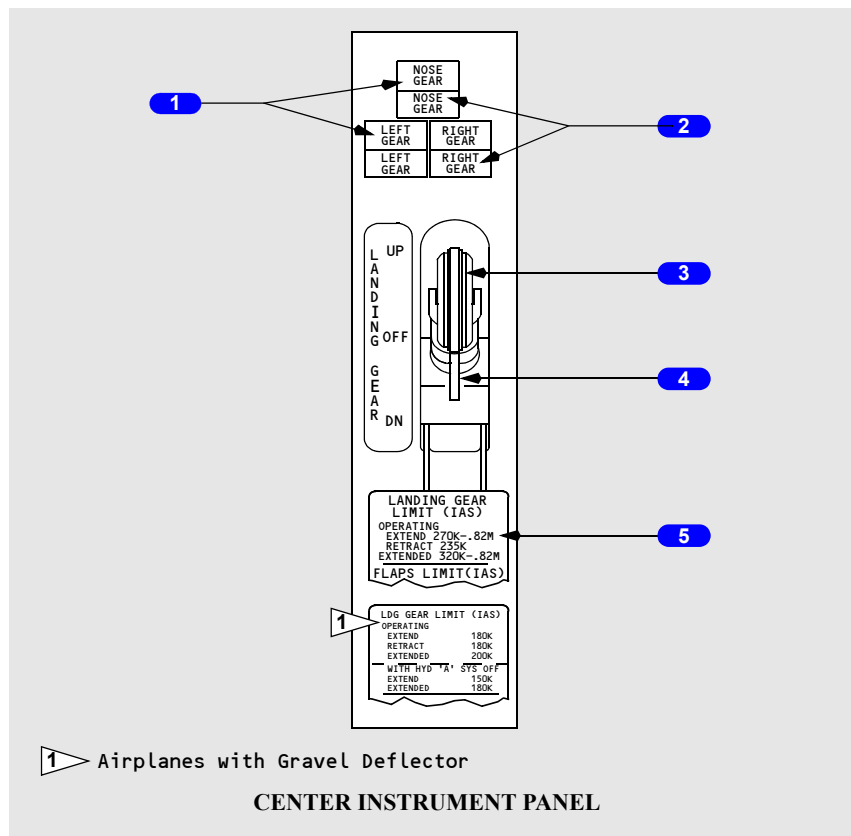 NOSE
GEAR
NOSE
GEAR
1
2
LEFT
GEAR
RIGHT
GEAR
LEFT
GEAR
RIGHT
GEAR
LANDING GEAR
UP
OFF
DN
3
4
LANDING GEAR
LIMIT (IAS)
OPERATING
EXTEND 270K-.82M
RETRACT 235K
EXTENDED 320K-.82M
FLAPS LIMIT(IAS)
5
1
LDG GEAR LIMIT (IAS)
OPERATING
EXTEND 180K
RETRACT 180K
EXTENDED 200K
WITH HYD 'A' SYS OFF
EXTEND 150K
EXTENDED 180K
1 Airplanes with Gravel Deflector
CENTER INSTRUMENT PANEL